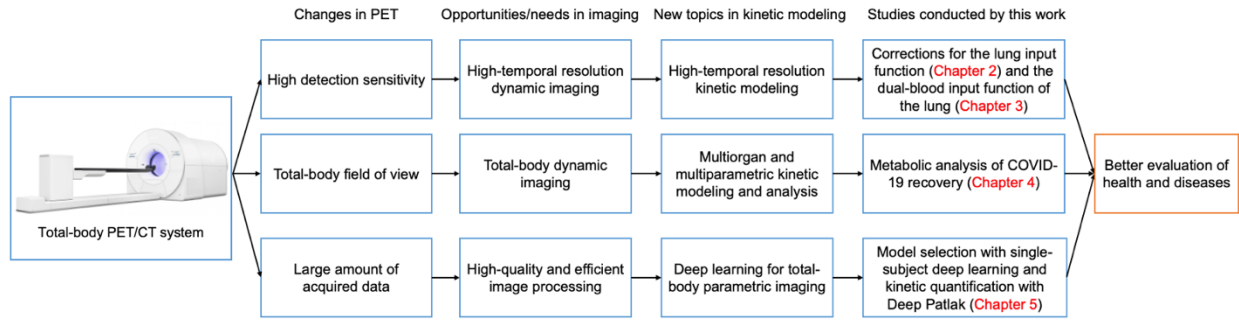 Changes in PET
Opportunities/needs in imaging
New topics in kinetic modeling
Studies conducted by this work
Total-body PET/CT system
High detection sensitivity
High-temporal resolution
dynamic imaging
High-temporal resolution
kinetic modeling
Corrections for the lung input
function (Chapter 2) and the
dual-blood input function of
the lung (Chapter 3)
Total-body field of view
Total-body dynamic
imaging
Multiorgan and
multiparametric kinetic
modeling and analysis
Metabolic analysis of COVID-
19 recovery (Chapter 4)
Large amount of
acquired data
High-quality and efficient
image processing
Deep learning for total-
body parametric imaging
Model selection with single-
subject deep learning and
kinetic quantification with
Deep Patlak (Chapter 5)
Better evaluation of
health and diseases